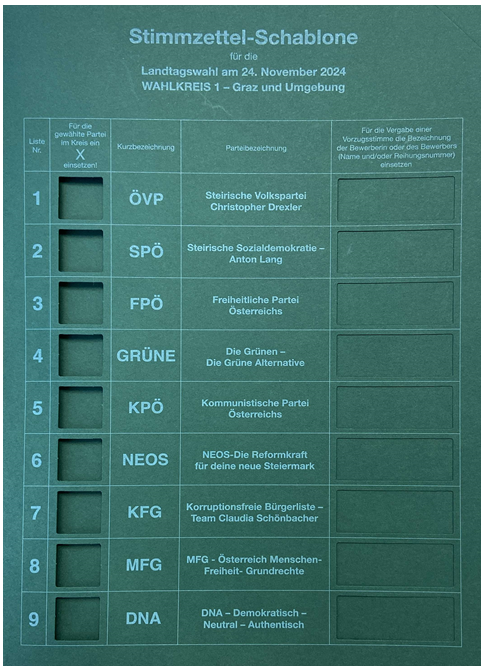 Stimmzettel-Schablone
für die
Landtagswahl am 24. November 2024
WAHLKREIS 1 – Graz und Umgebung
Liste
Nr.
Für die
gewählte Partei
im Kreis ein
X
einsetzen!
Kurzbezeichnung
Parteibezeichnung
Für die Vergabe einer
Vorzugsstimme die Bezeichnung
der Bewerberin oder des Bewerbers
(Name und/oder Reihungsnummer)
einsetzen
1
ÖVP
Steirische Volkspartei
Christopher Drexler
2
SPÖ
Steirische Sozialdemokratie –
Anton Lang
3
FPÖ
Freiheitliche Partei
Österreichs
4
GRÜNE
Die Grünen –
Die Grüne Alternative
5
KPÖ
Kommunistische Partei
Österreichs
6
NEOS
NEOS-Die Reformkraft
für deine neue Steiermark
7
KFG
Korruptionsfreie Bürgerliste –
Team Claudia Schönbacher
8
MFG
MFG - Österreich Menschen-
Freiheit- Grundrechte
9
DNA
DNA – Demokratisch –
Neutral – Authentisch